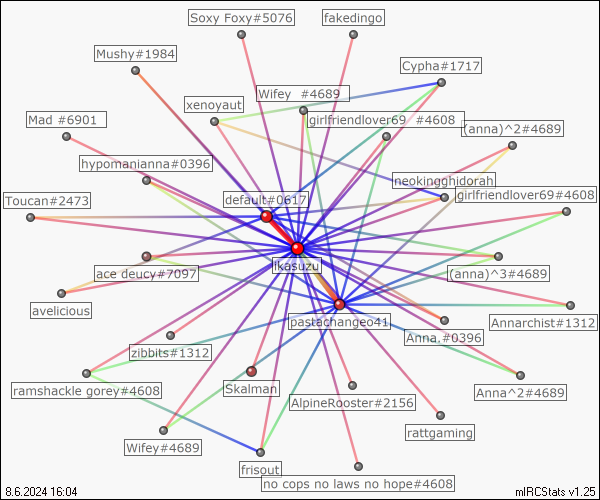 Soxy Foxy#5076
fakedingo
Mushy#1984
Cypha#1717
Wifey #4689
xenoyaut
girlfriendlover69 #4608
Mad #6901
(anna)^2#4689
hypomanianna#0396
neokingghidorah
girlfriendlover69#4608
Toucan#2473
default#0617
ikasuzu
ace deucy#7097
(anna)^3#4689
avelicious
pastachangeo41
Annarchist#1312
Anna.#0396
zibbits#1312
ramshackle gorey#4608
Skalman
Anna^2#4689
AlpineRooster#2156
rattgaming
Wifey#4689
frisout
no cops no laws no hope#4608
8.6.2024 16:04
mIRCStats v1.25